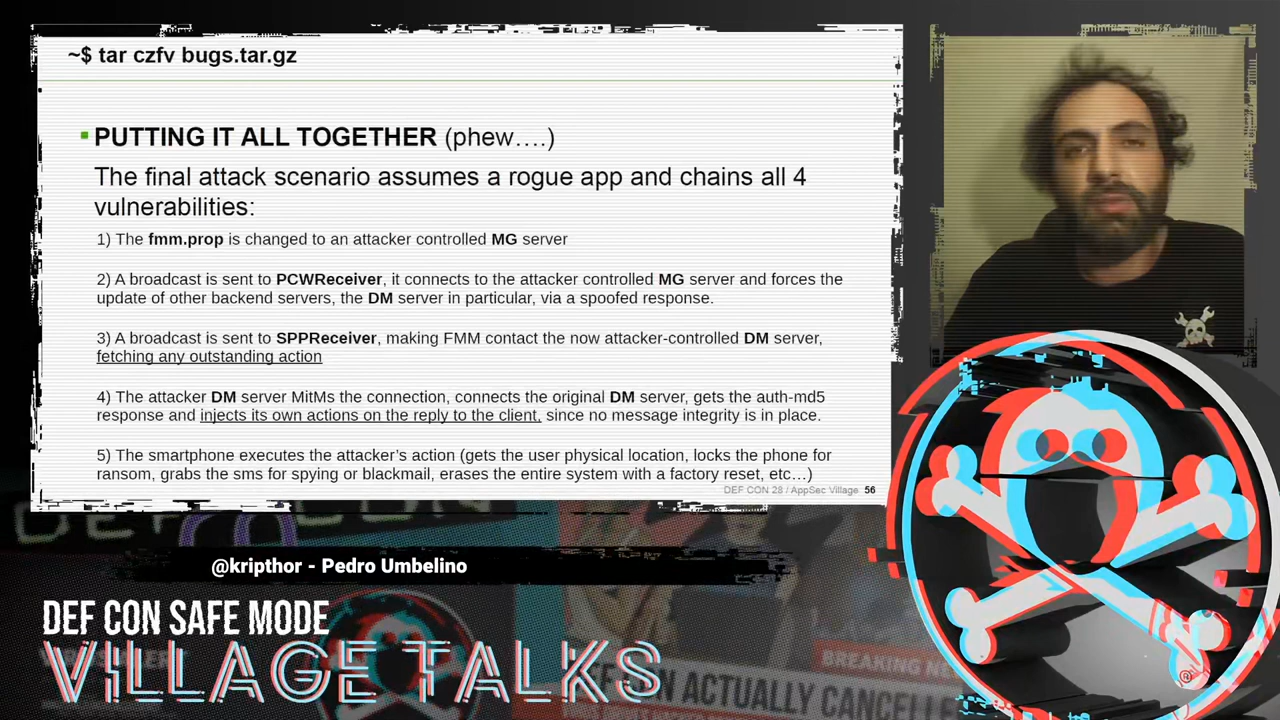 ~$ tar czfv bugs.tar.gz
PUTTING IT ALL TOGETHER (phew….)
The final attack scenario assumes a rogue app and chains all 4
vulnerabilities:
1) The fmm.prop is changed to an attacker controlled MG server
2) A broadcast is sent to PCWReceiver, it connects to the attacker controlled MG server and forces the
update of other backend servers, the DM server in particular, via a spoofed response.
3) A broadcast is sent to SPPReceiver, making FMM contact the now attacker-controlled DM server,
fetching any outstanding action
4) The attacker DM server MitMs the connection, connects the original DM server, gets the auth-md5
response and injects its own actions on the reply to the client, since no message integrity is in place.
5) The smartphone executes the attacker's action (gets the user physical location, locks the phone for
ransom, grabs the sms for spying or blackmail, erases the entire system with a factory reset, etc…)
DEF CON 28 / AppSec Village 56
@kripthor - Pedro Umbelino
DEF CON SAFE MODE
VILLAGE TALKS
BREAKING
CON ACTUALLY
®